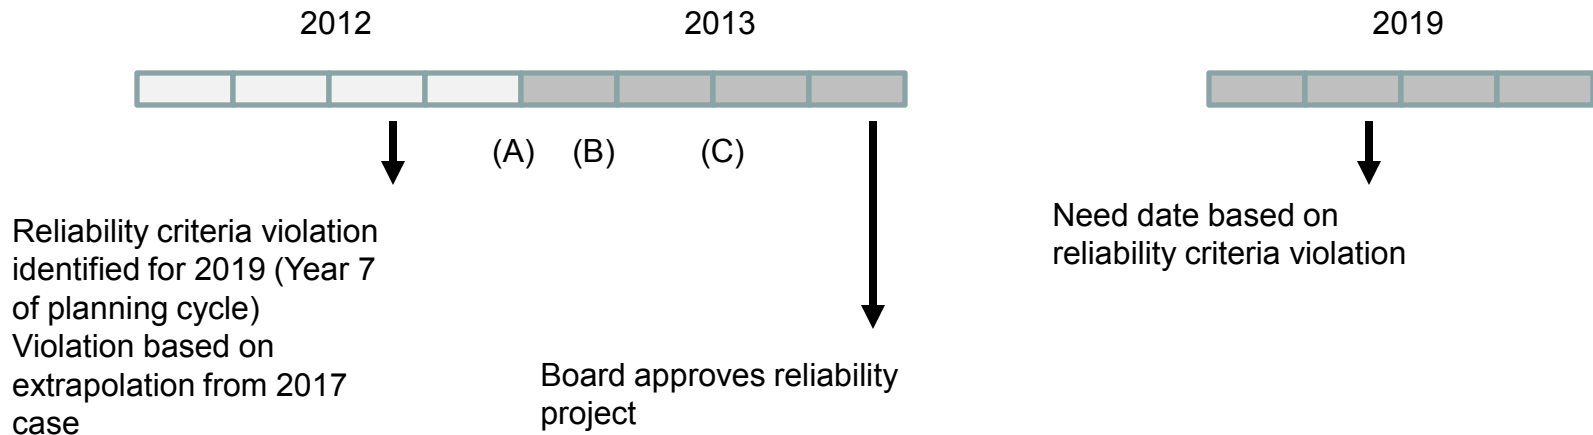 2012
2013
2019
(A)
(B)
(C)
Reliability criteria violation
identified for 2019 (Year 7
of planning cycle)
Violation based on
extrapolation from 2017
case
Board approves reliability
project
Need date based on
reliability criteria violation